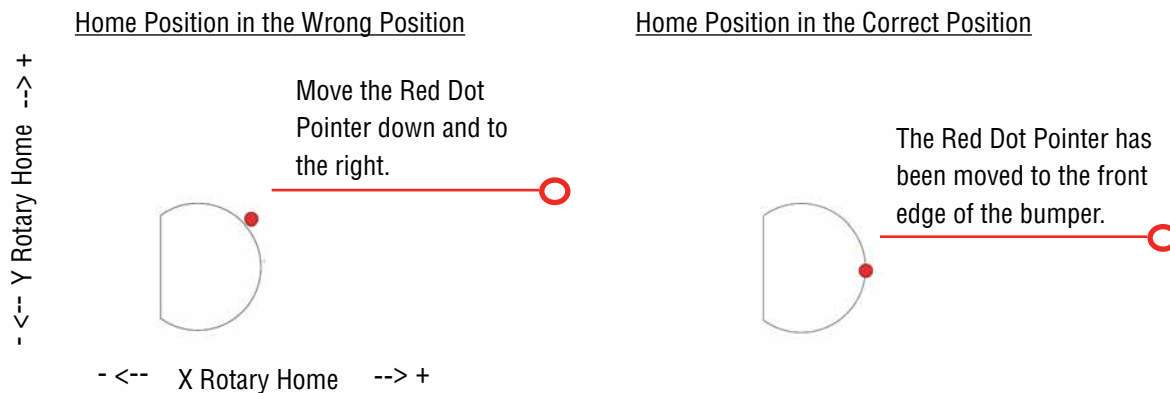 Home Position in the Wrong Position
Home Position in the Correct Position
- <-- Y Rotary Home --> +
Move the Red Dot
Pointer down and to
the right.
The Red Dot Pointer has
been moved to the front
edge of the bumper.
- <-- X Rotary Home --> +